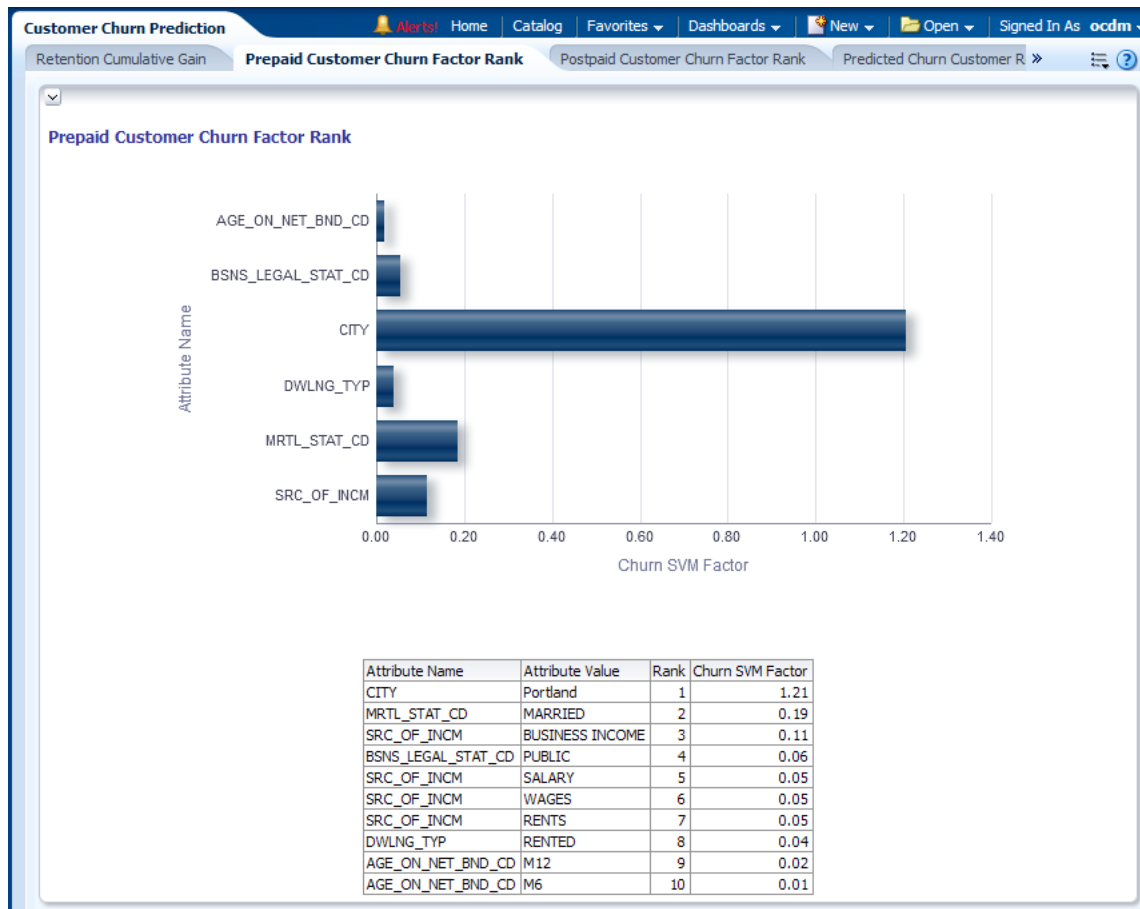 Customer Churn Prediction Alerts! Home Catalog Favorites Dashboards New Open Signed In As ocdm
Retention Cumulative Gain Prepaid Customer Churn Factor Rank Postpaid Customer Churn Factor Rank Predicted Churn Customer R »
Prepaid Customer Churn Factor Rank
Attribute Name
AGE_ON_NET_BND_CD
BSNS_LEGAL_STAT_CD
CITY
DWLNG_TYP
MRTL_STAT_CD
SRC_OF_INCM
0.00 0.20 0.40 0.60 0.80 1.00 1.20 1.40
Churn SVM Factor
Attribute Name Attribute Value Rank Churn SVM Factor
CITY Portland 1 1.21
MRTL_STAT_CD MARRIED 2 0.19
SRC_OF_INCM BUSINESS INCOME 3 0.11
BSNS_LEGAL_STAT_CD PUBLIC 4 0.06
SRC_OF_INCM SALARY 5 0.05
SRC_OF_INCM WAGES 6 0.05
SRC_OF_INCM RENTS 7 0.05
DWLNG_TYP RENTED 8 0.04
AGE_ON_NET_BND_CD M12 9 0.02
AGE_ON_NET_BND_CD M6 10 0.01